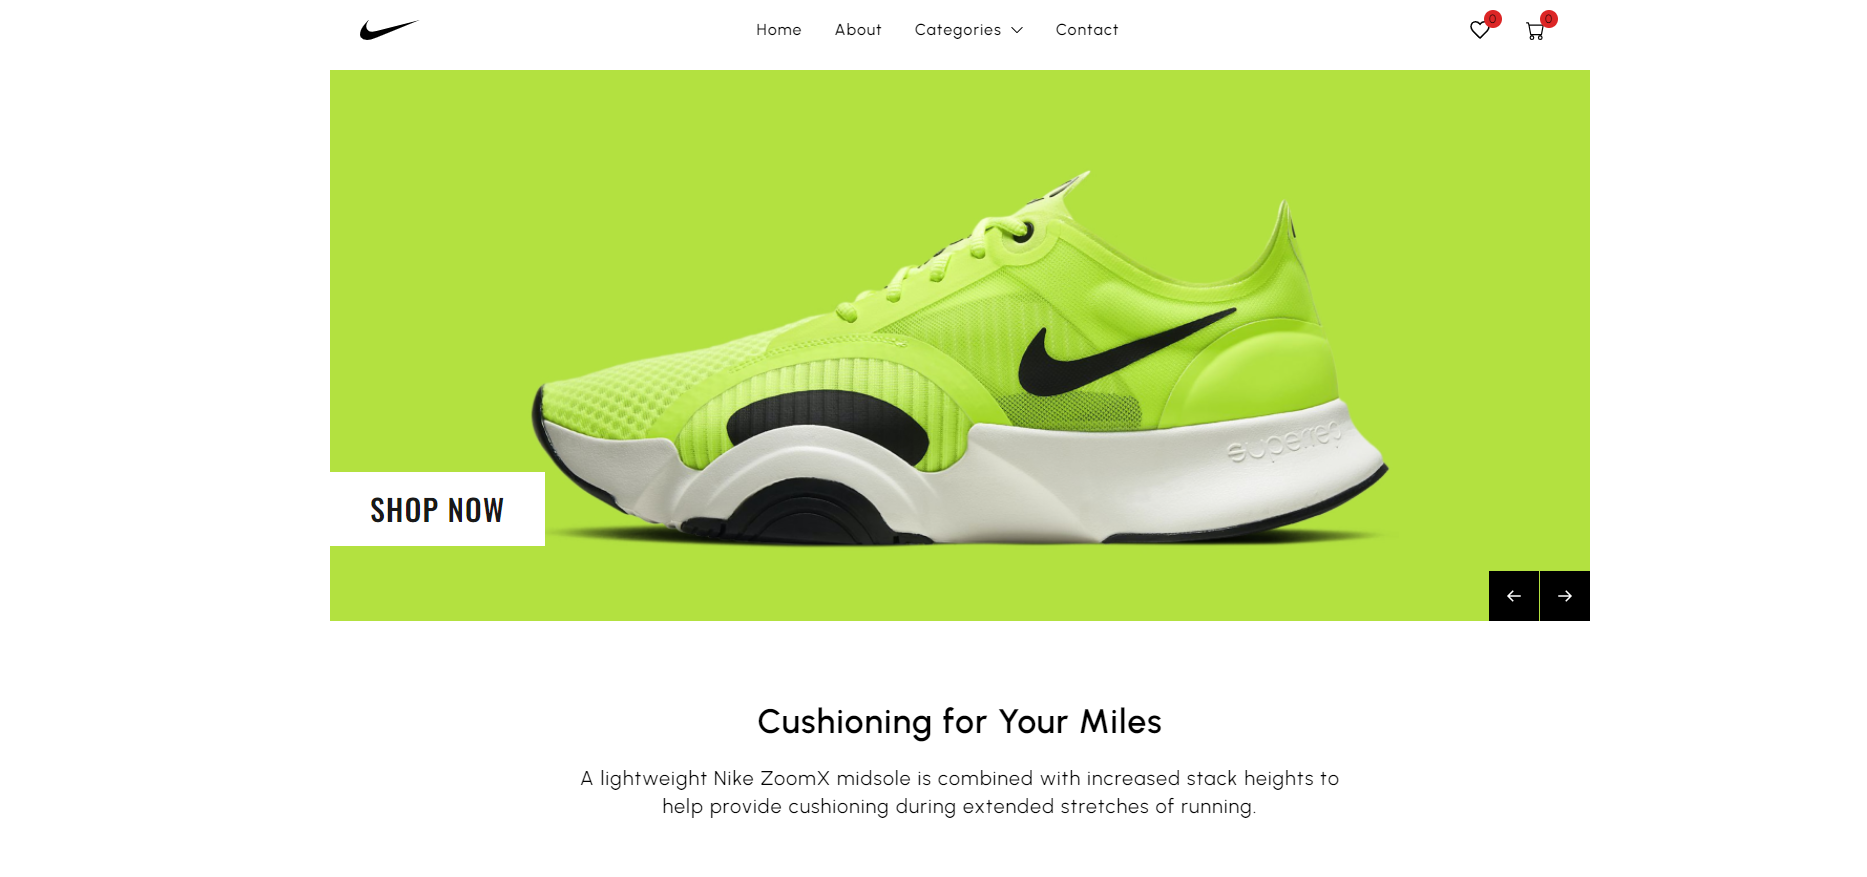 Home
About
Categories
Contact
0
0
superrep
SHOP NOW
Cushioning for Your Miles
A lightweight Nike ZoomX midsole is combined with increased stack heights to
help provide cushioning during extended stretches of running.